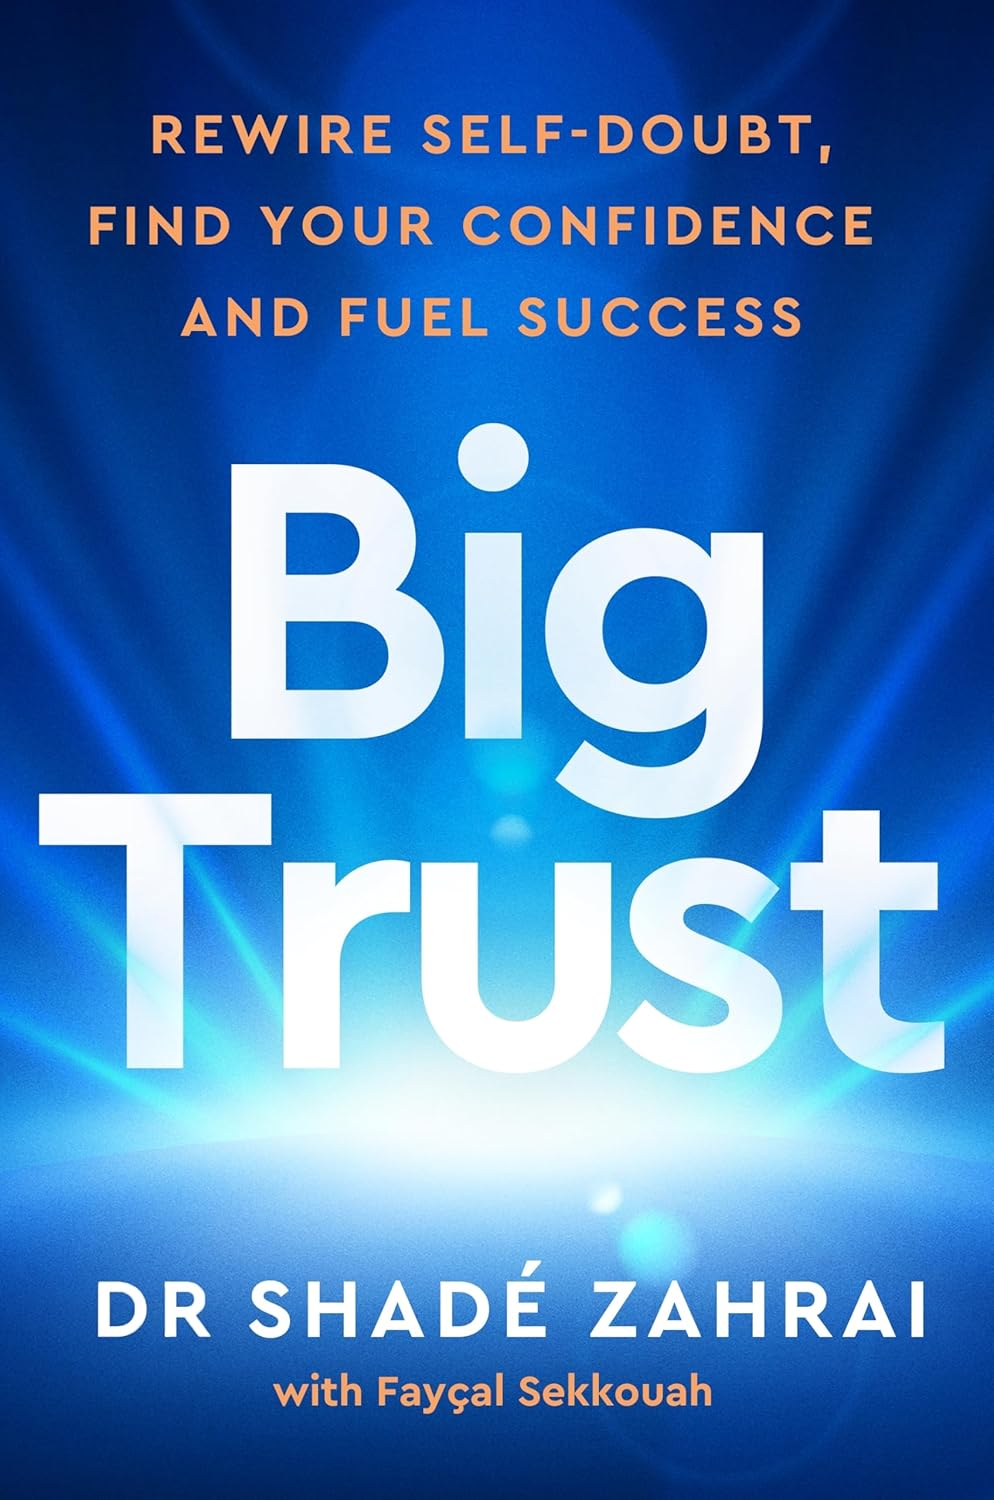 REWIRE SELF-DOUBT,
FIND YOUR CONFIDENCE
AND FUEL SUCCESS
Big
Trust
DR SHADÉ ZAHRAI
with Fayçal Sekkouah